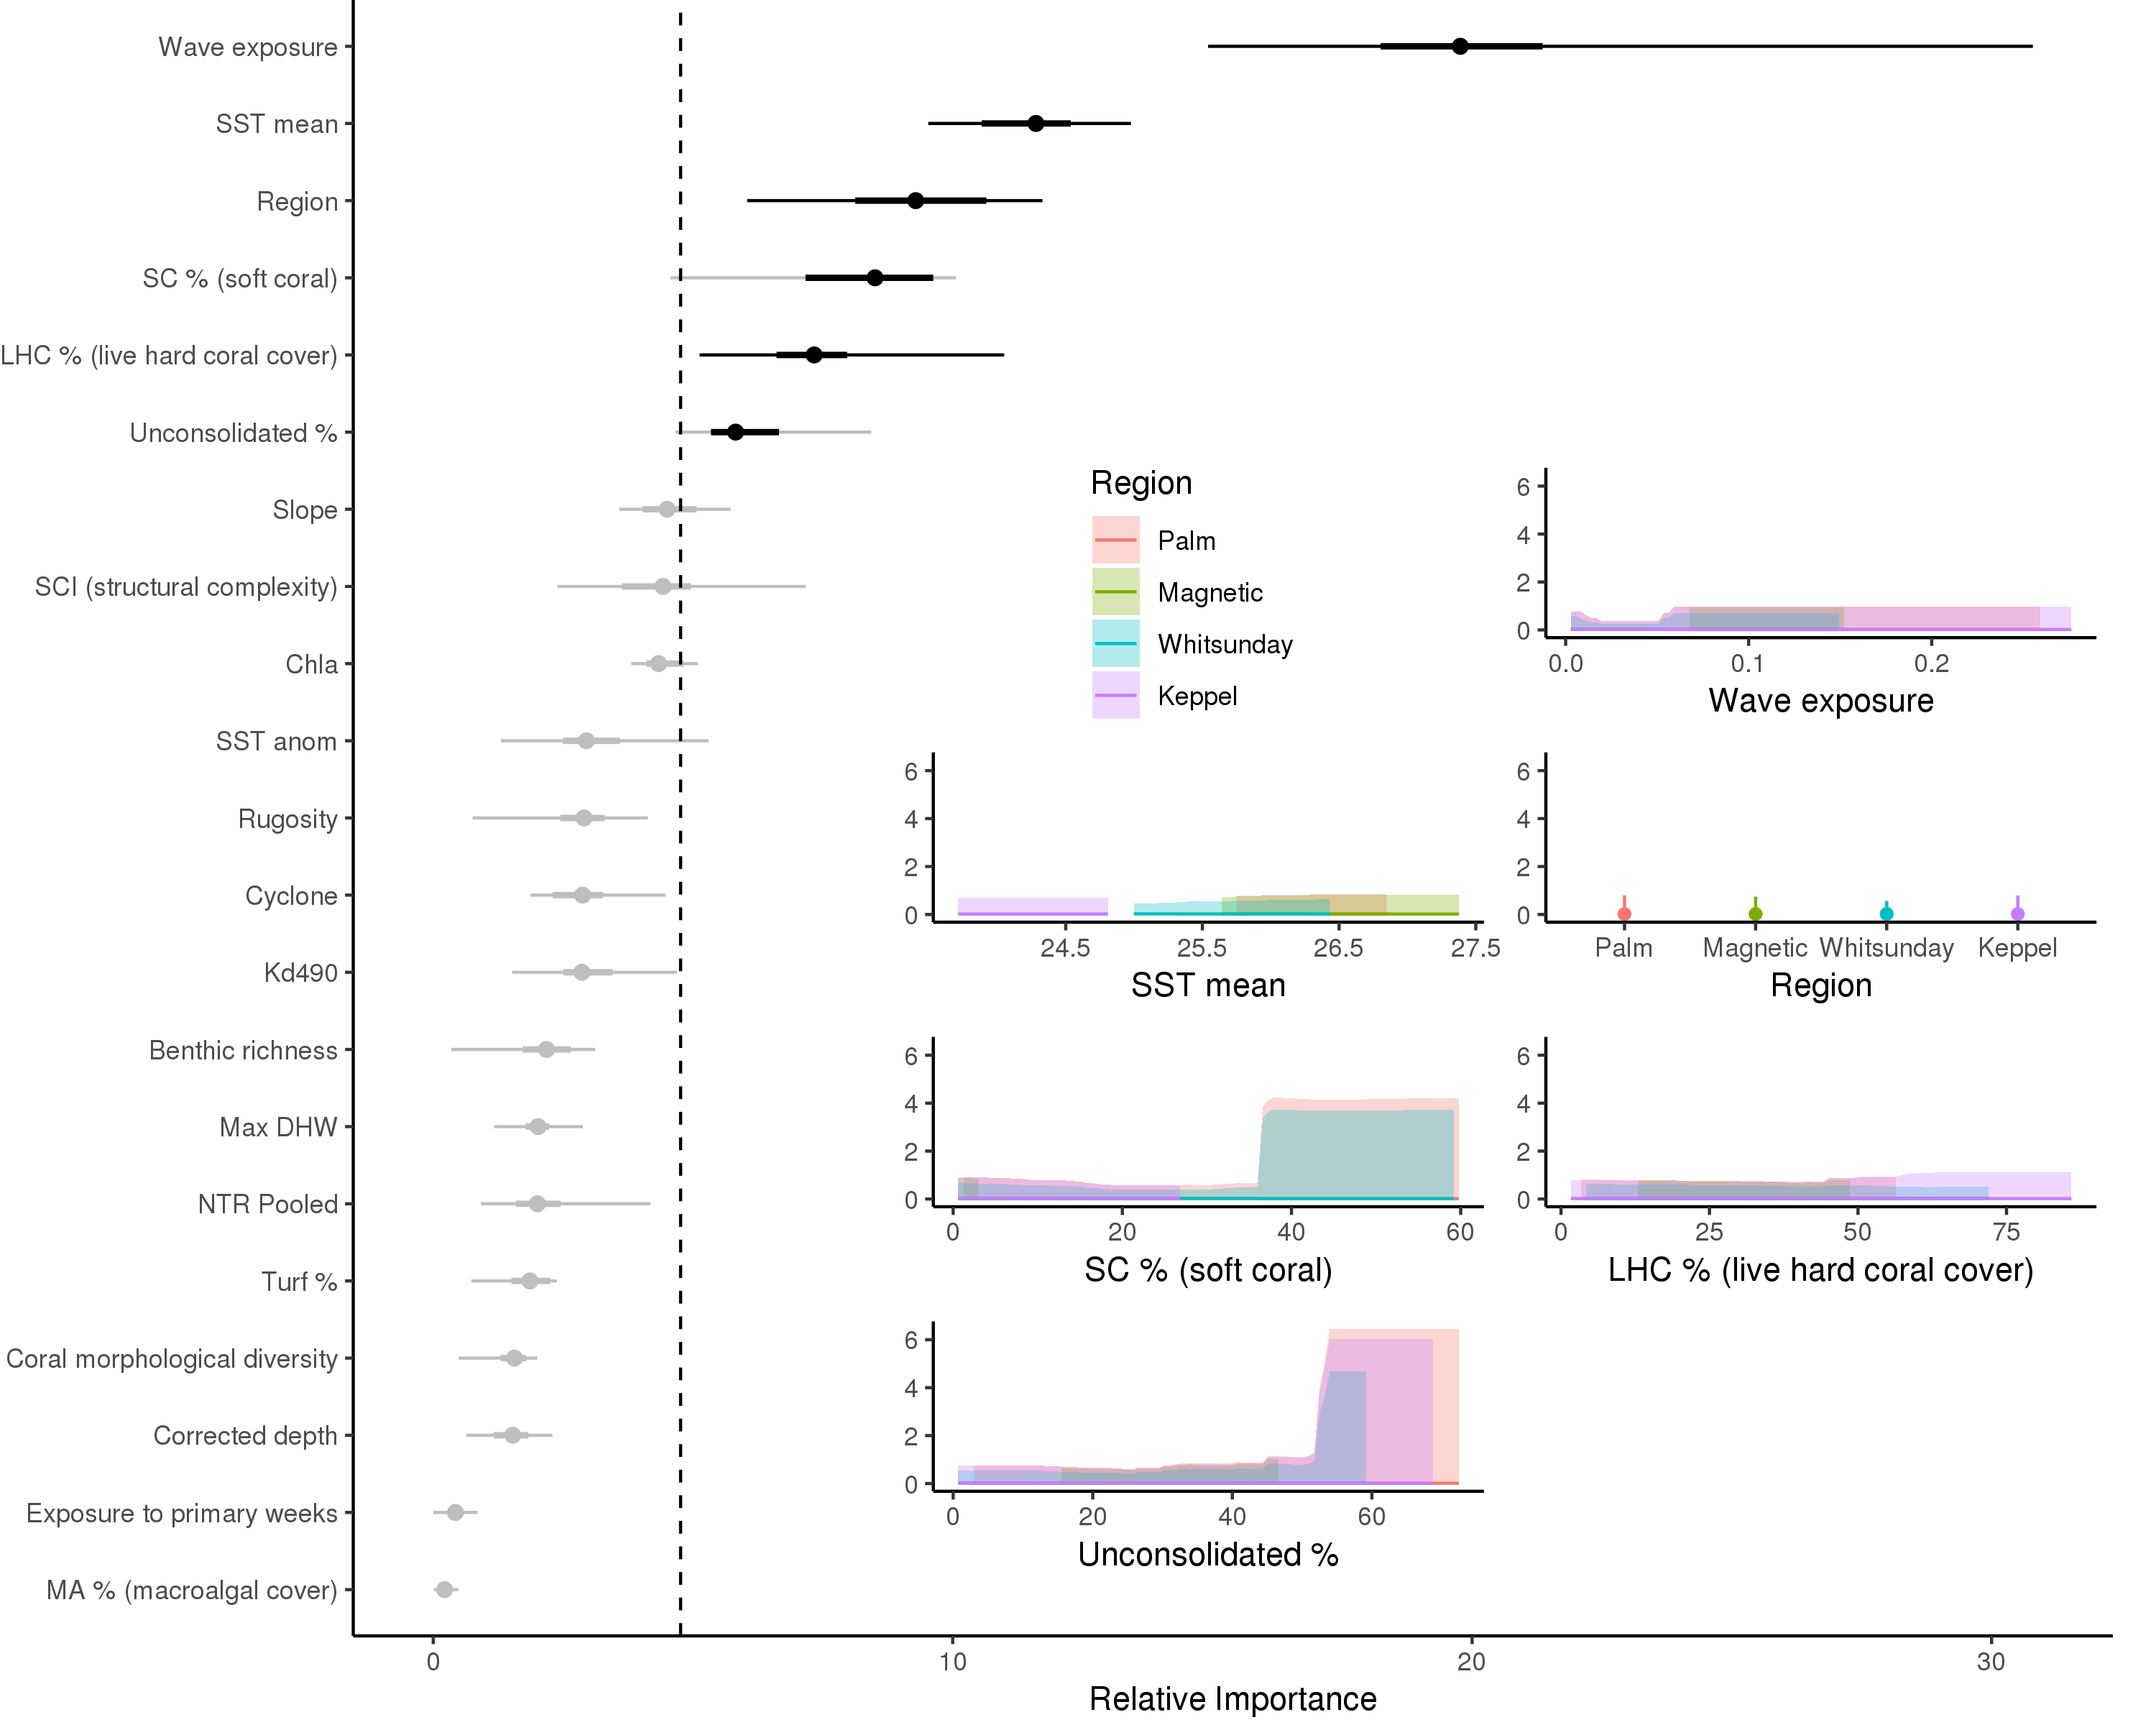 Wave exposure
SST mean
Region
SC % (soft coral)
LHC % (live hard coral cover)
Unconsolidated %
Slope
SCI (structural complexity)
Chla
SST anom
Rugosity
Cyclone
Kd490
Benthic richness
Max DHW
NTR Pooled
Turf %
Coral morphological diversity
Corrected depth
Exposure to primary weeks
MA % (macroalgal cover)
0 10 20 30
Relative Importance
Region
Palm
Magnetic
Whitsunday
Keppel
6
4
2
0
0.0 0.1 0.2
Wave exposure
6
4
2
0
24.5 25.5 26.5 27.5
SST mean
6
4
2
0
Palm Magnetic Whitsunday Keppel
Region
6
4
2
0
0 20 40 60
SC % (soft coral)
6
4
2
0
0 25 50 75
LHC % (live hard coral cover)
6
4
2
0
0 20 40 60
Unconsolidated %